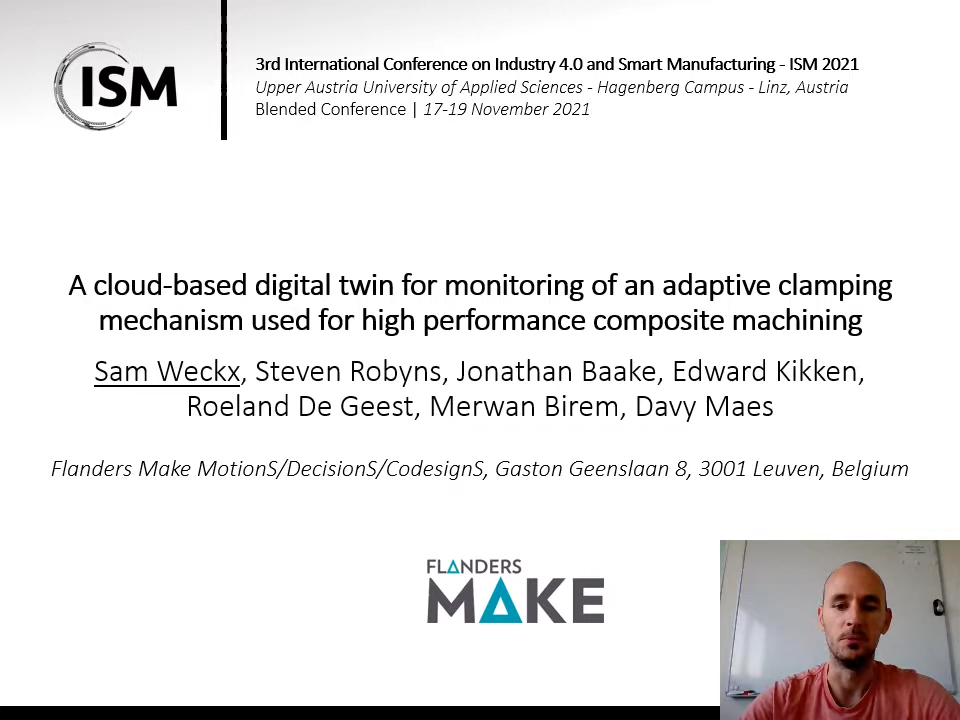 ISM
3rd International Conference on Industry 4.0 and Smart Manufacturing - ISM 2021
Upper Austria University of Applied Sciences - Hagenberg Campus - Linz, Austria
Blended Conference | 17-19 November 2021
A cloud-based digital twin for monitoring of an adaptive clamping
mechanism used for high performance composite machining
Sam Weckx, Steven Robyns, Jonathan Baake, Edward Kikken,
Roeland De Geest, Merwan Birem, Davy Maes
Flanders Make MotionS/DecisionS/CodesignS, Gaston Geenslaan 8, 3001 Leuven, Belgium
FLANDERS
MAKE